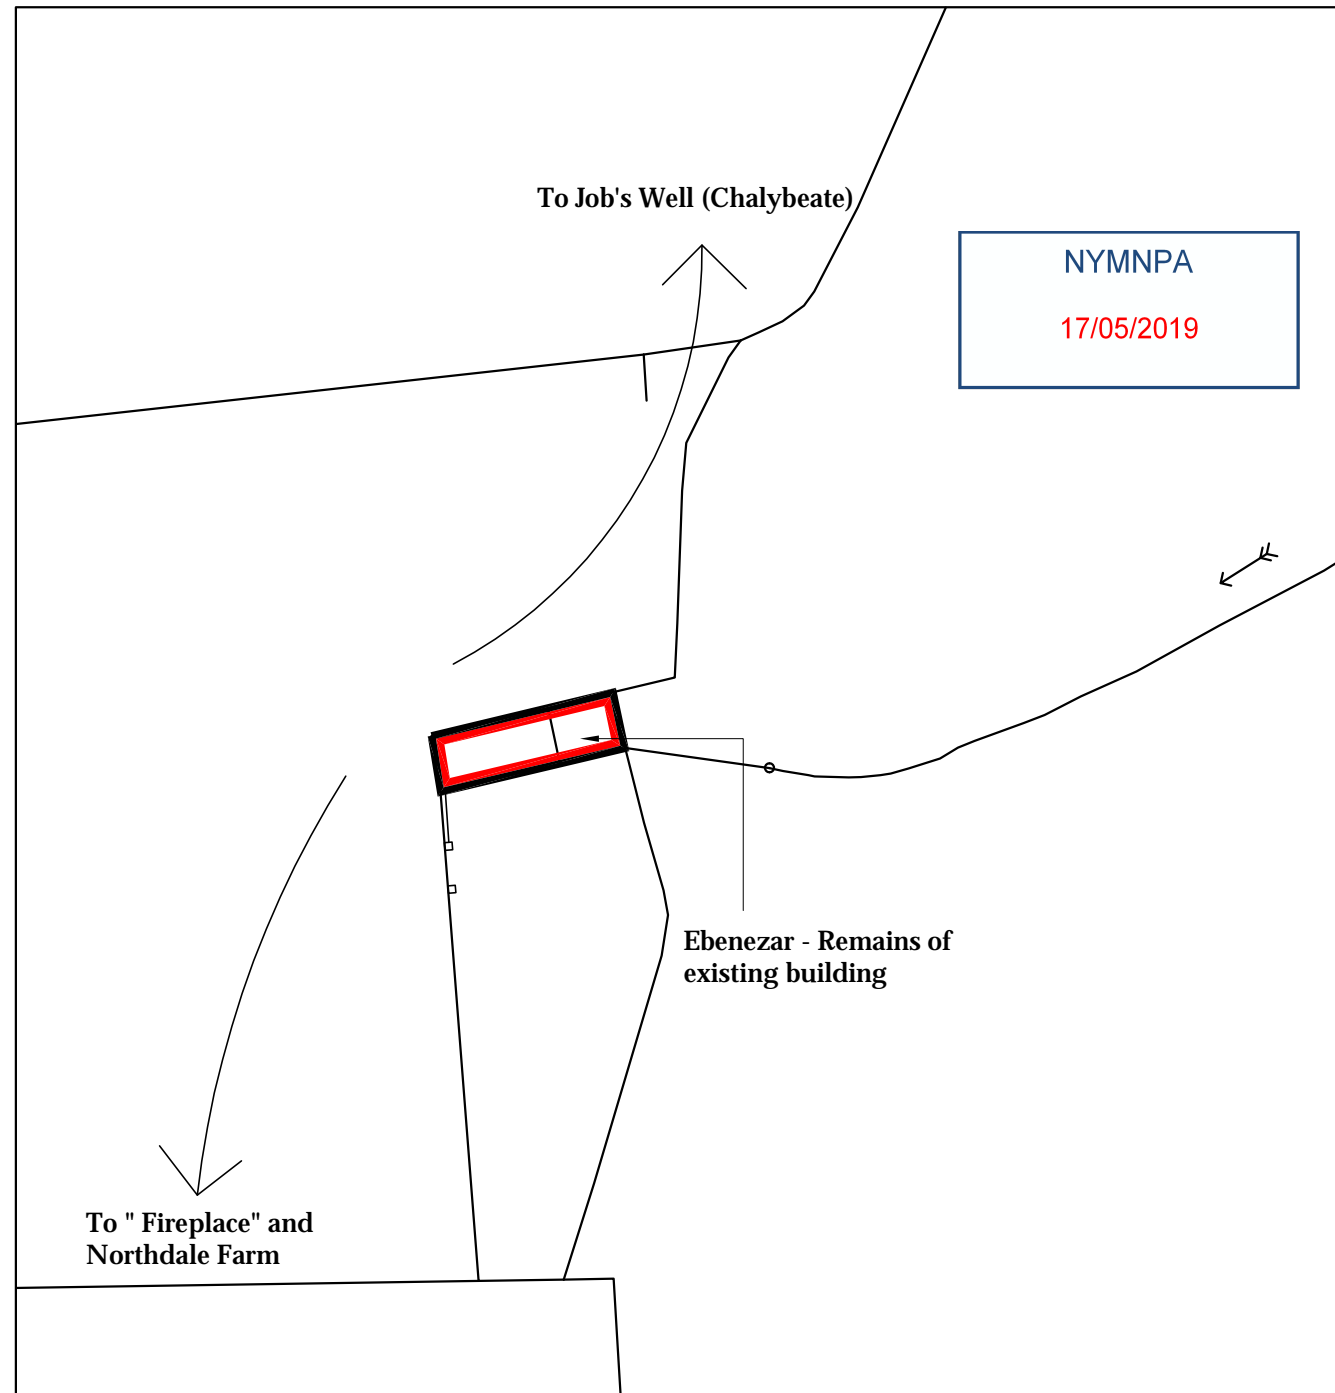 To Job's Well (Chalybeate)
NYMNPA
17/05/2019
Ebenezar - Remains of
existing building
To " Fireplace" and
Northdale Farm